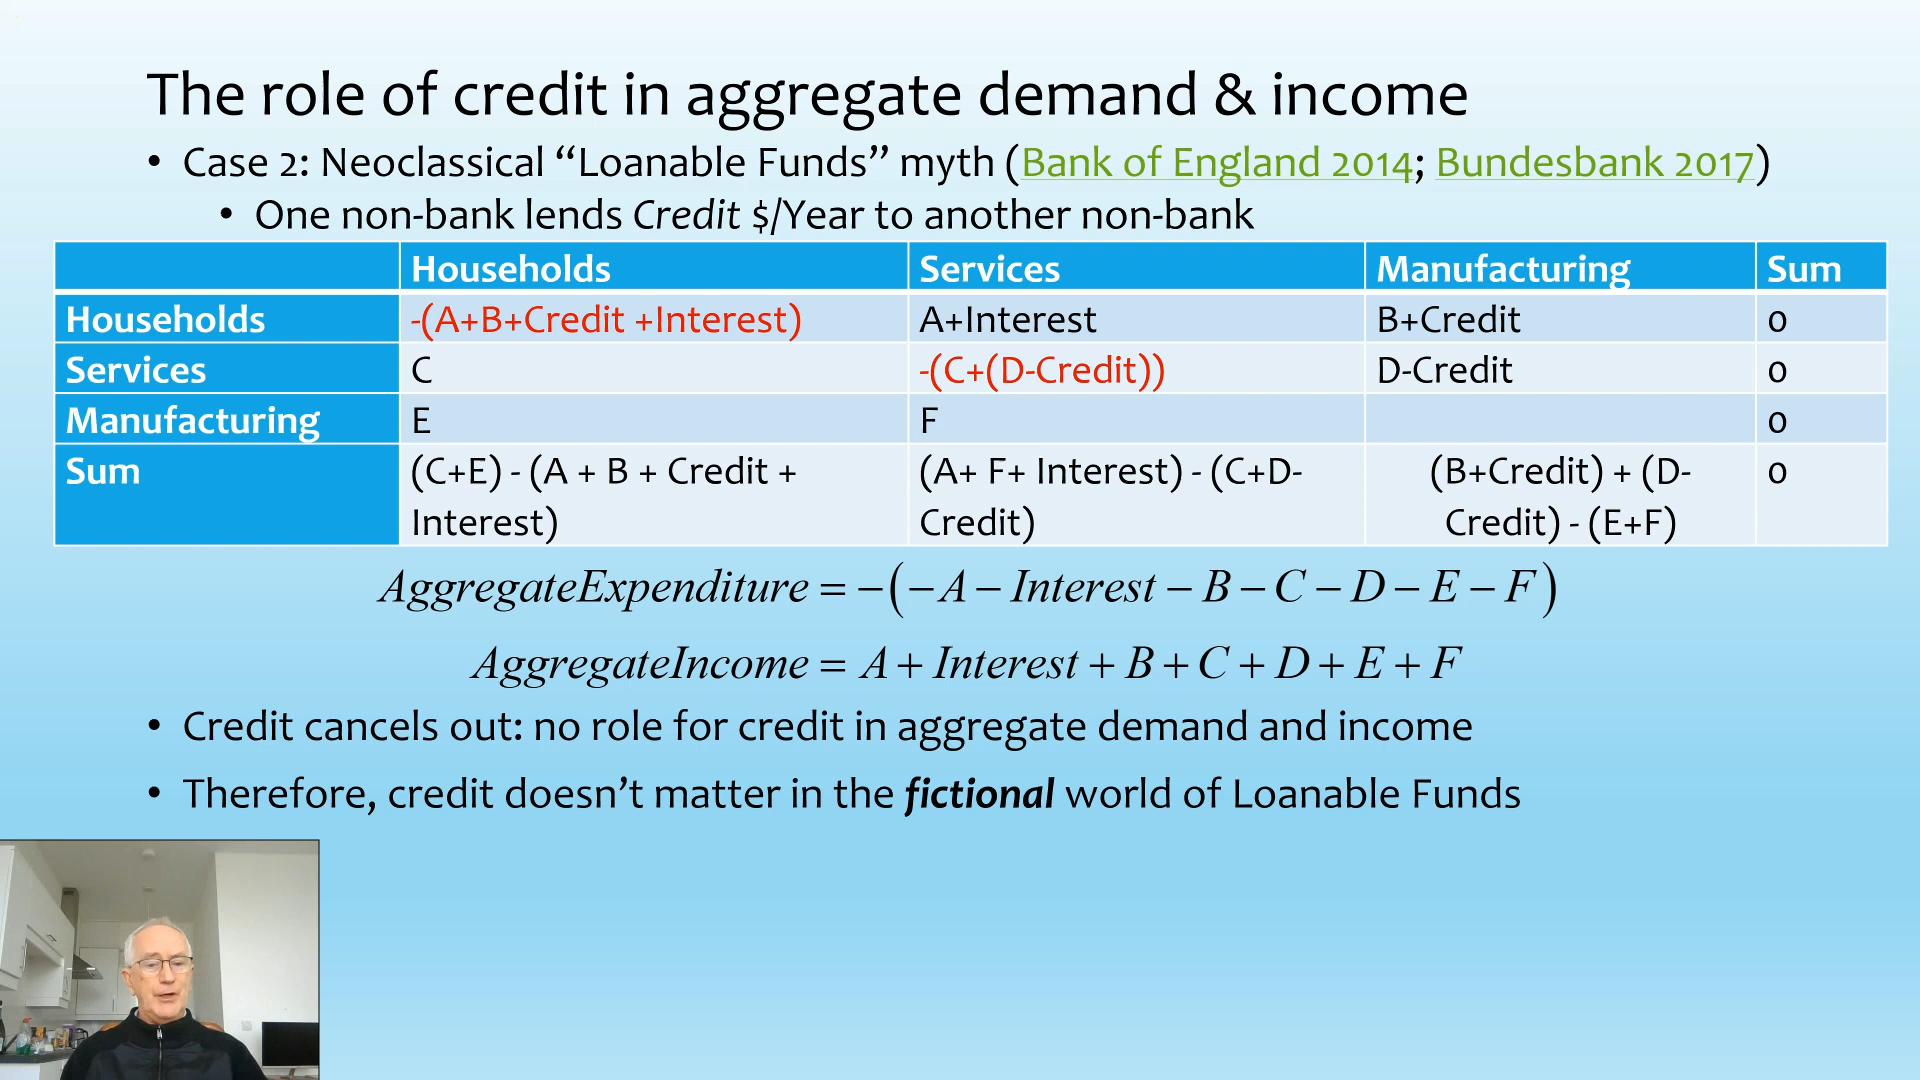 The role of credit in aggregate demand & income
• Case 2: Neoclassical “Loanable Funds” myth (Bank of England 2014; Bundesbank 2017)
• One non-bank lends Credit $/Year to another non-bank
Households Services Manufacturing Sum
Households -(A+B+Credit +Interest) A+Interest B+Credit 0
Services C -(C+(D-Credit)) D-Credit 0
Manufacturing E F 0
Sum (C+E) - (A + B + Credit + (A+ F+ Interest) - (C+D- (B+Credit) + (D- 0
Interest) Credit) Credit) - (E+F)
AggregateExpenditure = −(−A − Interest − B − C − D − E − F)
AggregateIncome = A + Interest + B + C + D + E + F
• Credit cancels out: no role for credit in aggregate demand and income
• Therefore, credit doesn’t matter in the fictional world of Loanable Funds